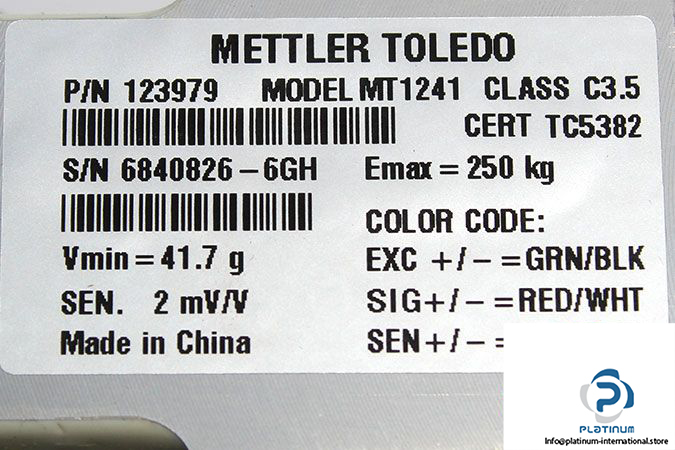 METTLER TOLEDO
P/N 123979 MODEL MT1241 CLASS C3.5
CERT TC5382
S/N 6840826-6GH Emax = 250 kg
COLOR CODE:
Vmin = 41.7 g EXC +/- = GRN/BLK
SEN. 2 mV/V SIG+/- = RED/WHT
Made in China SEN+/- =
PLATINUM
Info@platinum-international.store